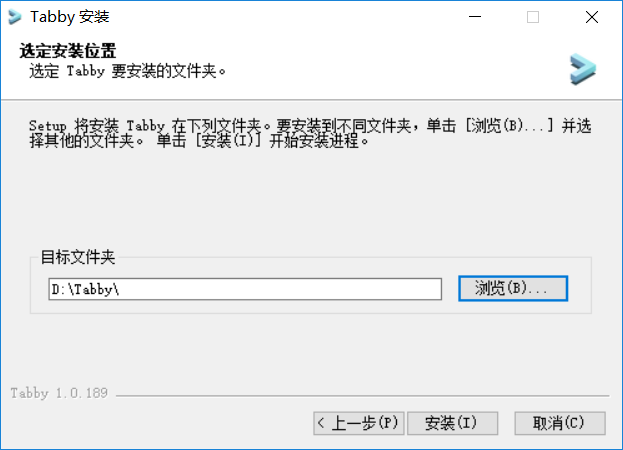 Tabby 安装
选定安装位置
选定 Tabby 要安装的文件夹。
Setup 将安装 Tabby 在下列文件夹。要安装到不同文件夹，单击 [浏览(B)...] 并选
择其他的文件夹。 单击 [安装(I)] 开始安装进程。
目标文件夹
D:\Tabby\
浏览(B)...
Tabby 1.0.189
< 上一步(P)
安装(I)
取消(C)